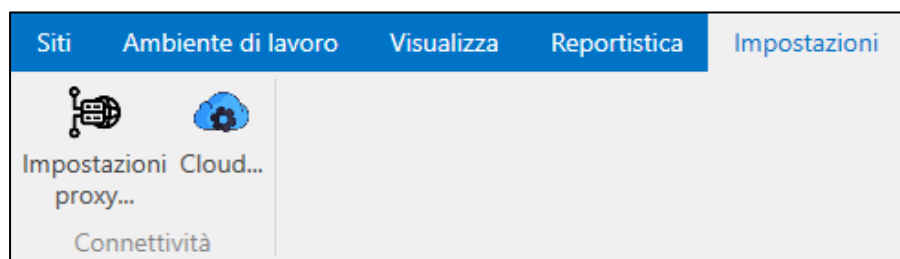 Siti Ambiente di lavoro Visualizza Reportistica Impostazioni
Impostazioni Cloud...
proxy...
Connettività